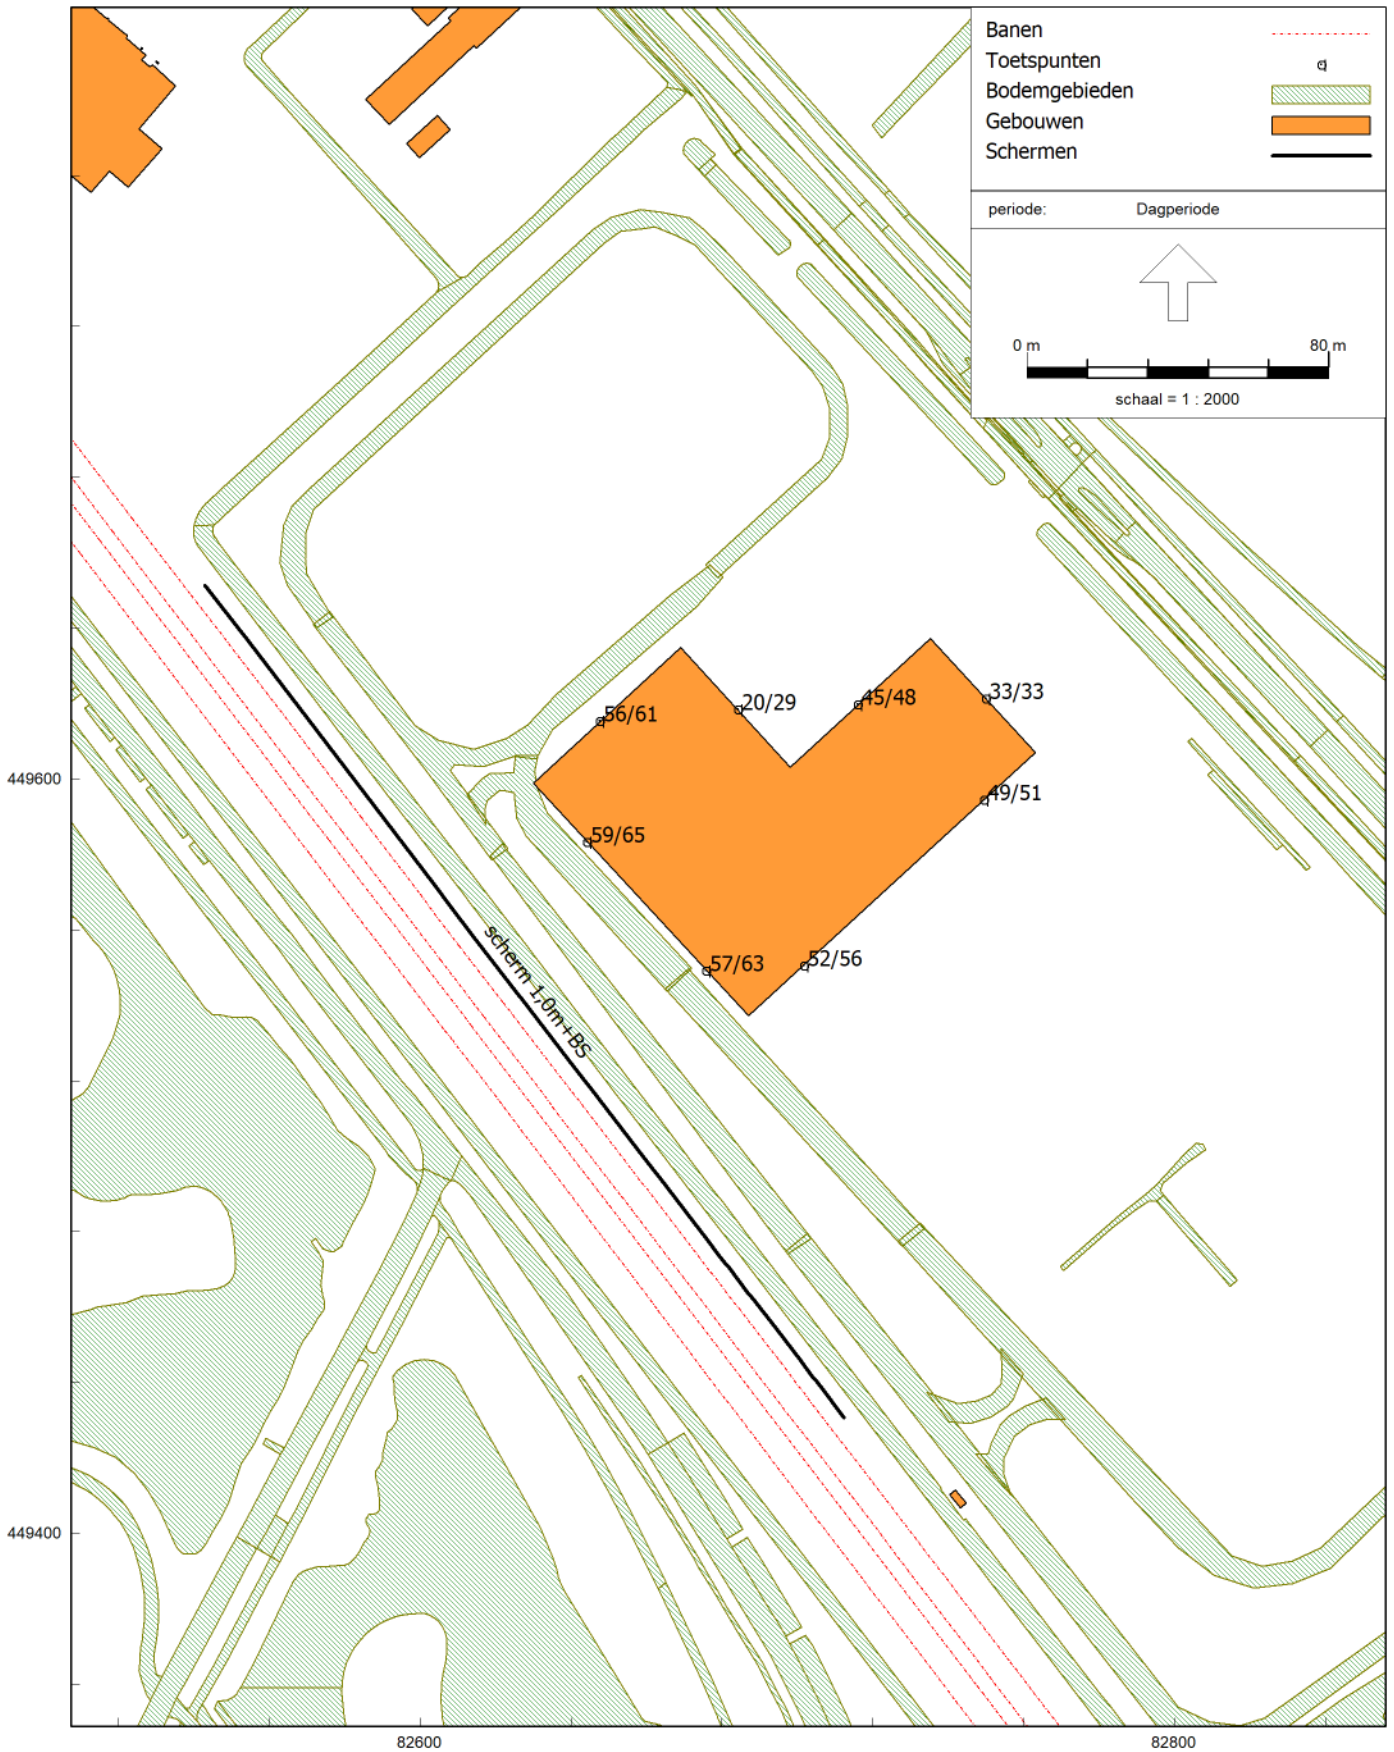 Banen
Toetspunten
Bodemgebieden
Gebouwen
Schermen
periode: Dagperiode
0 m 80 m
schaal = 1 : 2000
33/33
20/29
45/48
56/61
449600
49/51
59/65
52/56
57/63
scherm 1,0m+BS
449400
82600 82800